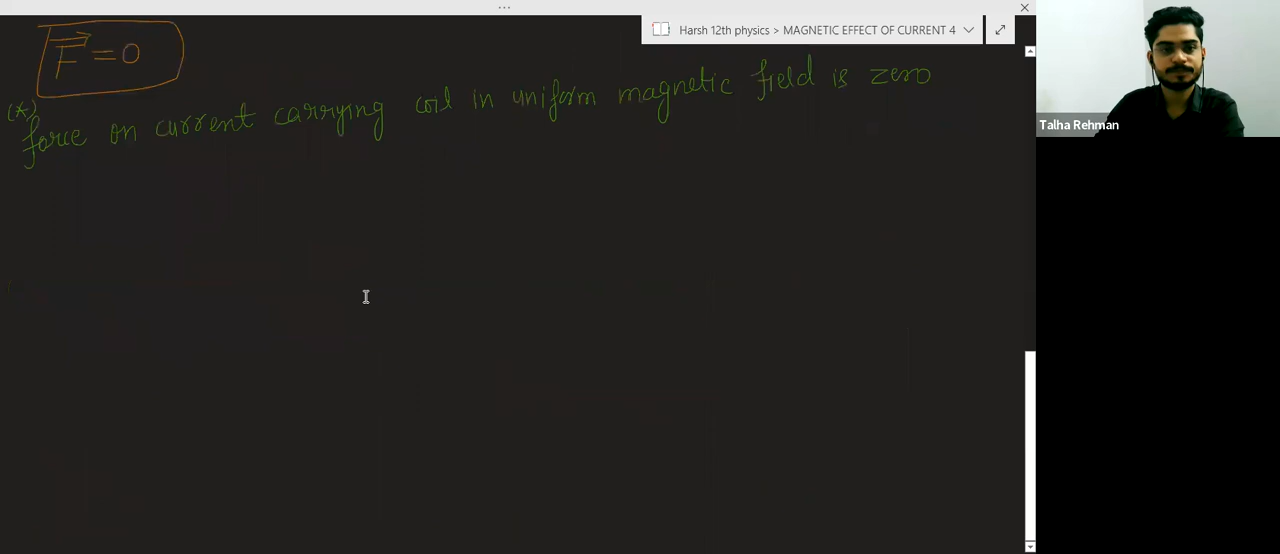 ...
Harsh 12th physics > MAGNETIC EFFECT OF CURRENT 4
F = 0
(*)
force on current carrying coil in uniform magnetic field is zero
Talha Rehman